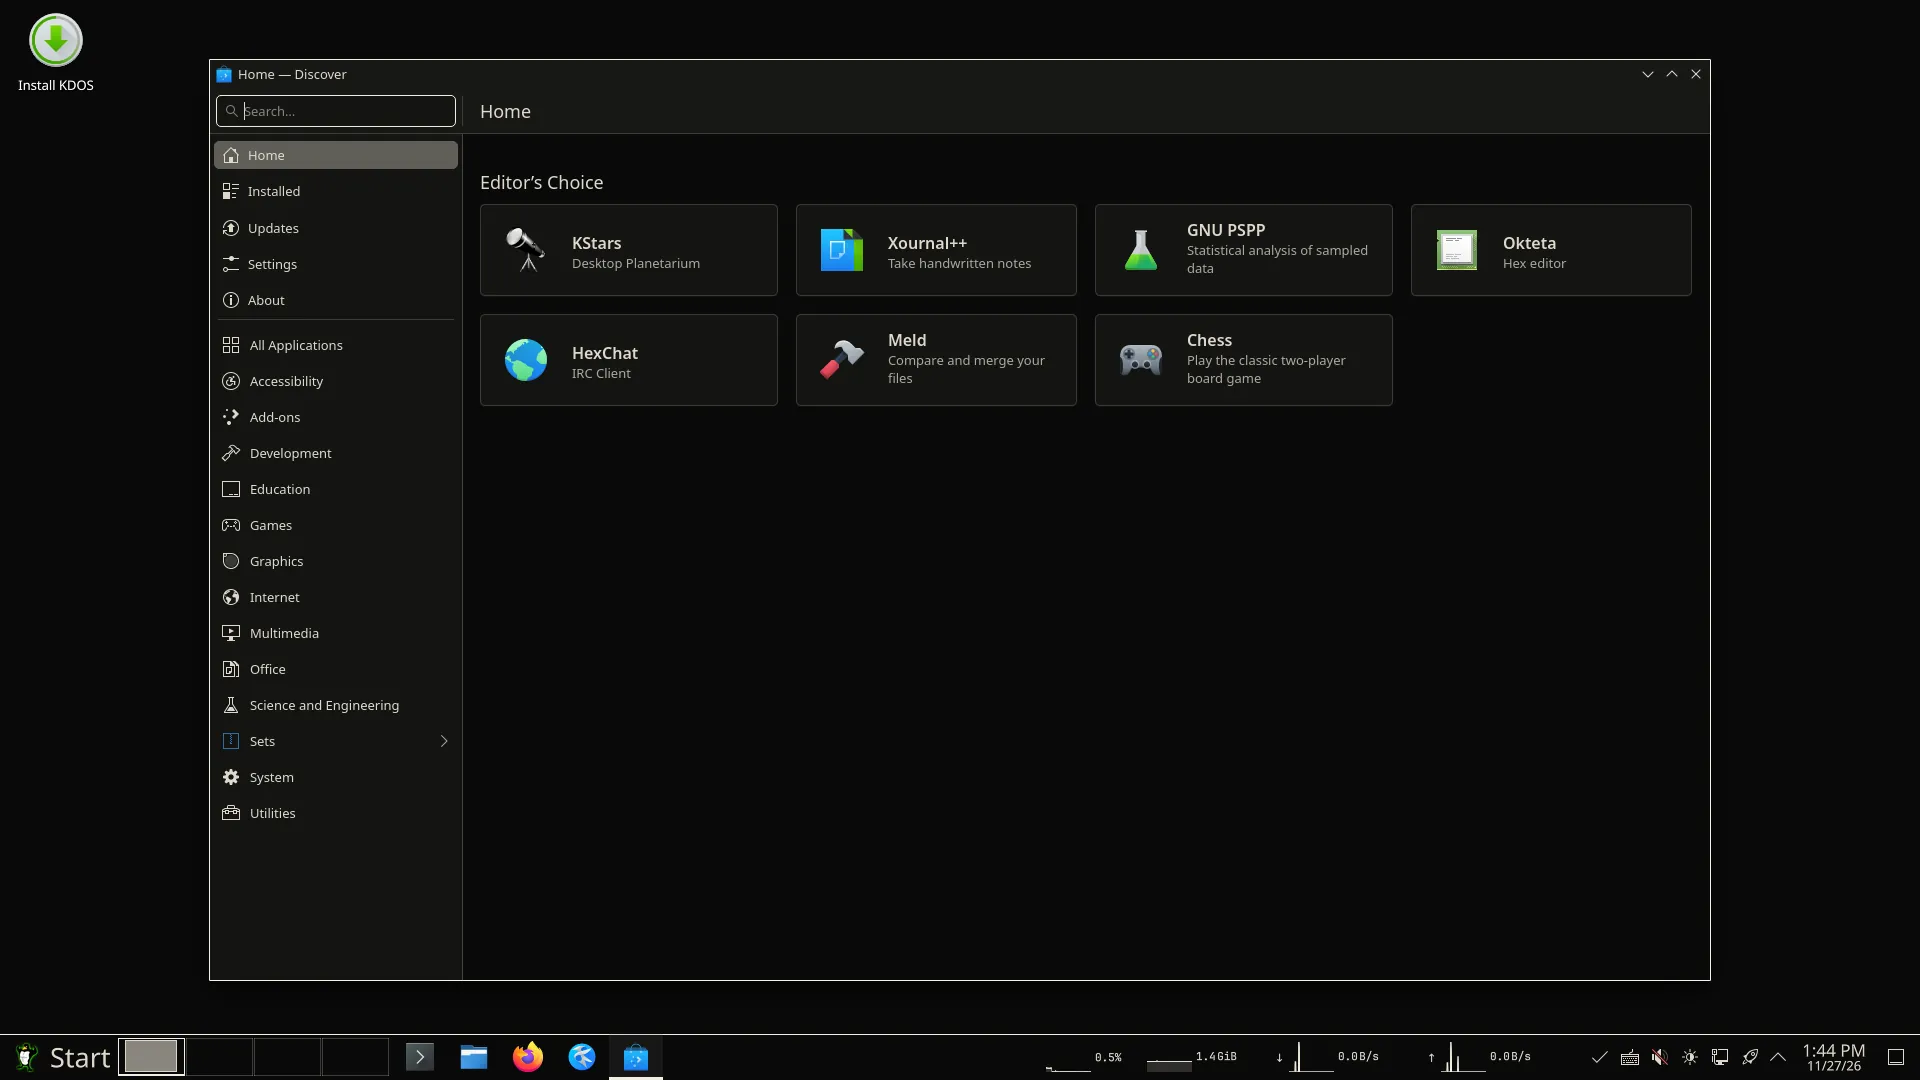 Install KDOS
Home — Discover
Search...
Home
Home
Installed
Updates
Settings
About
All Applications
Accessibility
Add-ons
Development
Education
Games
Graphics
Internet
Multimedia
Office
Science and Engineering
Sets
System
Utilities
Editor’s Choice
KStars
Desktop Planetarium
Xournal++
Take handwritten notes
GNU PSPP
Statistical analysis of sampled
data
Okteta
Hex editor
HexChat
IRC Client
Meld
Compare and merge your
files
Chess
Play the classic two-player
board game
Start
0.5%
1.4GiB
↓
0.0B/s
↑
0.0B/s
1:44 PM
11/27/26